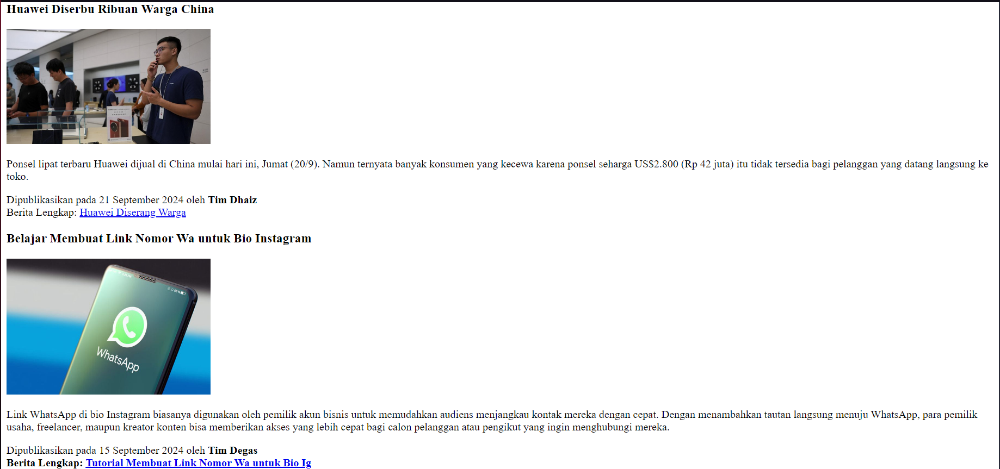 Huawei Diserbu Ribuan Warga China
Ponsel lipat terbaru Huawei dijual di China mulai hari ini, Jumat (20/9). Namun ternyata banyak konsumen yang kecewa karena ponsel seharga US$2.800 (Rp 42 juta) itu tidak tersedia bagi pelanggan yang datang langsung ke
toko.
Dipublikasikan pada 21 September 2024 oleh Tim Dhaiz
Berita Lengkap: Huawei Diserang Warga
Belajar Membuat Link Nomor Wa untuk Bio Instagram
WhatsApp
Link WhatsApp di bio Instagram biasanya digunakan oleh pemilik akun bisnis untuk memudahkan audiens menjangkau kontak mereka dengan cepat. Dengan menambahkan tautan langsung menuju WhatsApp, para pemilik
usaha, freelancer, maupun kreator konten bisa memberikan akses yang lebih cepat bagi calon pelanggan atau pengikut yang ingin menghubungi mereka.
Dipublikasikan pada 15 September 2024 oleh Tim Degas
Berita Lengkap: Tutorial Membuat Link Nomor Wa untuk Bio Ig